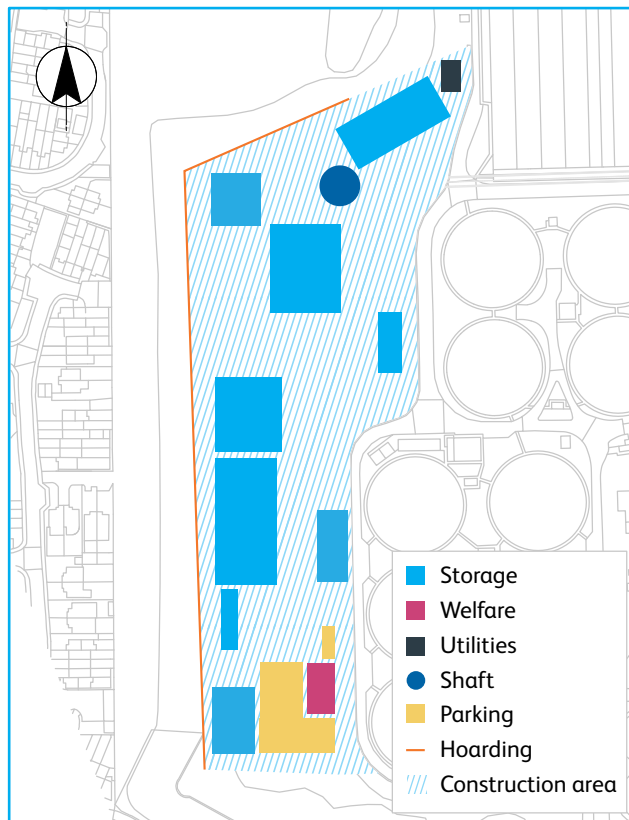 Storage
Welfare
Utilities
Shaft
Parking
Hoarding
Construction area